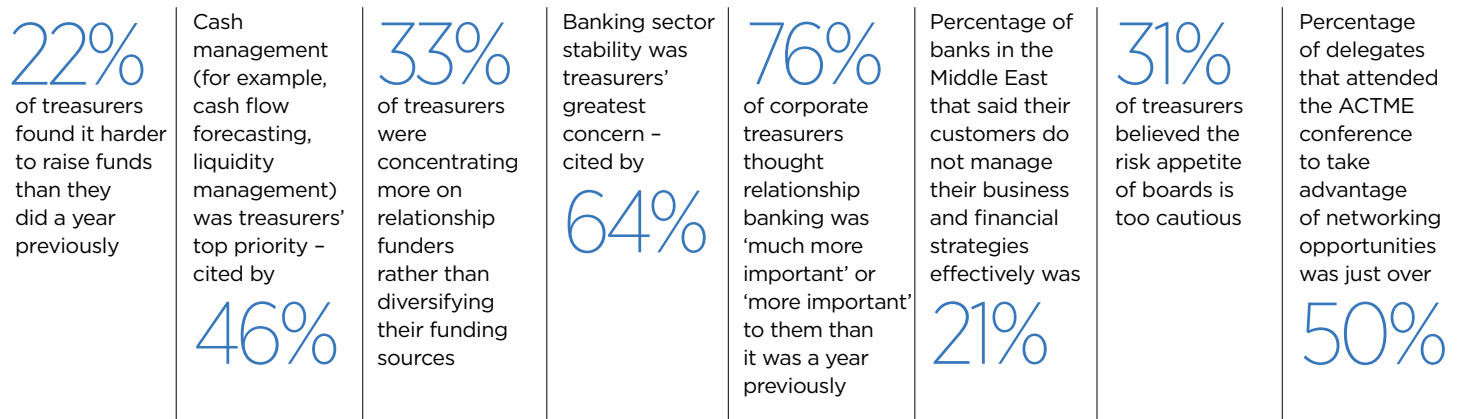 22%
of treasurers
found it harder
to raise funds
than they
did a year
previously
Cash
management
(for example,
cash flow
forecasting,
liquidity
management)
was treasurers’
top priority –
cited by
46%
33%
of treasurers
were
concentrating
more on
relationship
funders
rather than
diversifying
their funding
sources
Banking sector
stability was
treasurers’
greatest
concern –
cited by
64%
76%
of corporate
treasurers
thought
relationship
banking was
‘much more
important’ or
‘more important’
to them than
it was a year
previously
Percentage of
banks in the
Middle East
that said their
customers do
not manage
their business
and financial
strategies
effectively was
21%
31%
of treasurers
believed the
risk appetite
of boards is
too cautious
Percentage
of delegates
that attended
the ACTME
conference
to take
advantage
of networking
opportunities
was just over
50%